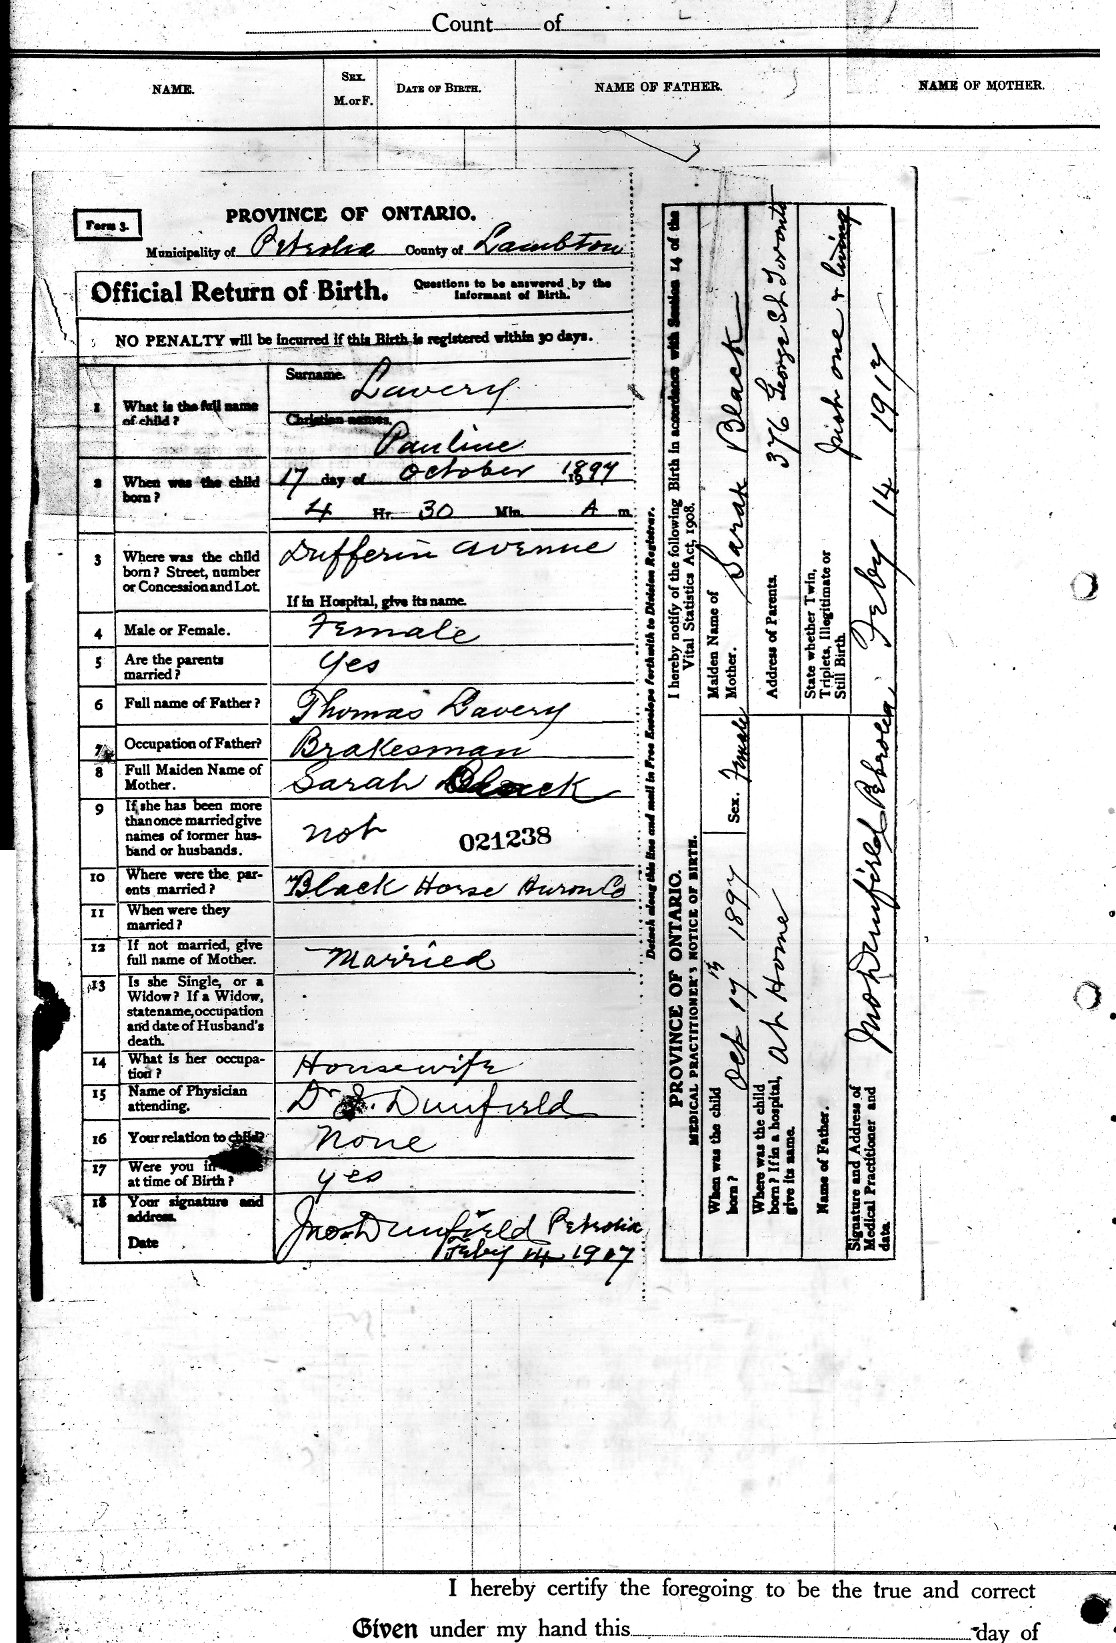 Count of
NAME.
SEX.
M. or F.
DATE OF BIRTH.
NAME OF FATHER.
NAME OF MOTHER.
Form 3.
PROVINCE OF ONTARIO.
Municipality of Petrolia County of Lambton
Official Return of Birth.
Questions to be answered by the
Informant of Birth.
NO PENALTY will be incurred if this Birth is registered within 30 days.
1 What is the full name
of child?
Surname.
Lavery
Christian names.
Pauline
2 When was the child
born?
17 day of October 1897
4 Hr. 30 Min. A m.
3 Where was the child
born? Street, number
or Concession and Lot.
Dufferin Avenue
If in Hospital, give its name.
4 Male or Female.
Female
5 Are the parents
married?
Yes
6 Full name of Father?
Thomas Lavery
7 Occupation of Father?
Brakesman
8 Full Maiden Name of
Mother.
Sarah Black
9 If she has been more
than once married give
names of former hus-
band or husbands.
not
021238
10 Where were the par-
ents married?
Black Horse Huron Co
11 When were they
married?
12 If not married, give
full name of Mother.
Married
13 Is she Single, or a
Widow? If a Widow,
state name, occupation
and date of Husband's
death.
14 What is her occupa-
tion?
Housewife
15 Name of Physician
attending.
Dr J. Dunfield
16 Your relation to child?
None
17 Were you in
at time of Birth?
yes
18 Your signature and
address.
Jno Dunfield Petrolia
Date
Feby 14 1917
Detach along this line and mail in Free Envelope forthwith to Division Registrar.
PROVINCE OF ONTARIO.
MEDICAL PRACTITIONER'S NOTICE OF BIRTH.
I hereby notify of the following Birth in accordance with Section 14 of the
Vital Statistics Act, 1908.
When was the child
born?
Oct 17th 1897
Sex. Female
Maiden Name of
Mother.
Sarah Black
Where was the child
born? If in a hospital,
give its name.
at Home
Address of Parents.
376 George St Toronto
Name of Father.
State whether Twin,
Triplets, Illegitimate or
Still Birth.
one & living
Signature and Address of
Medical Practitioner and
date.
Jno Dunfield Petrolia Feby 14 1917
I hereby certify the foregoing to be the true and correct
Given under my hand this day of